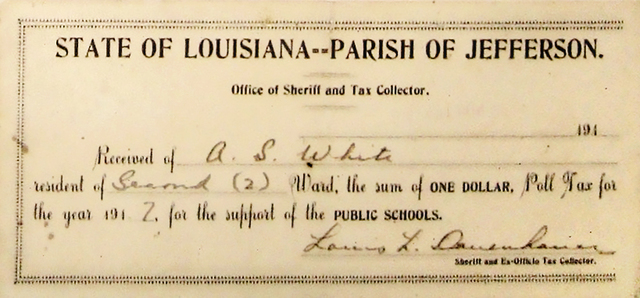 STATE OF LOUISIANA--PARISH OF JEFFERSON.
Office of Sheriff and Tax Collector.
191
Received of A. S. White
resident of Second (2) Ward, the sum of ONE DOLLAR, Poll Tax for
the year 191 7, for the support of the PUBLIC SCHOOLS.
Louis L.
Sheriff and Ex-Officio Tax Collector.